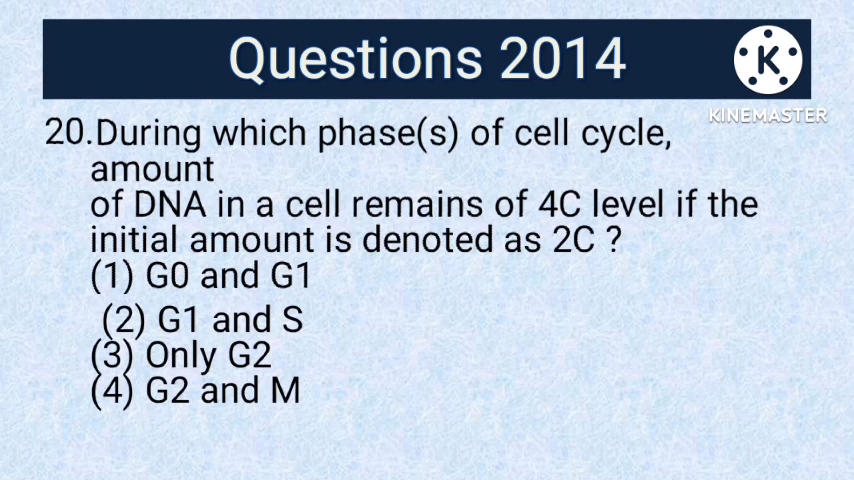 Questions 2014
K
KINEMASTER
20.During which phase(s) of cell cycle,
amount
of DNA in a cell remains of 4C level if the
initial amount is denoted as 2C ?
(1) G0 and G1
(2) G1 and S
(3) Only G2
(4) G2 and M